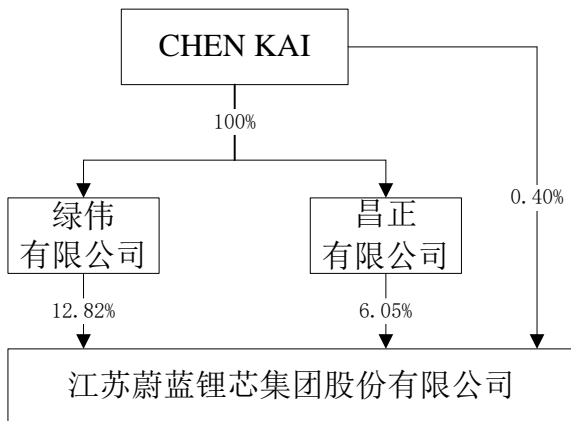 CHEN KAI
100%
绿伟
有限公司
昌正
有限公司
0.40%
12.82%
6.05%
江苏蔚蓝锂芯集团股份有限公司